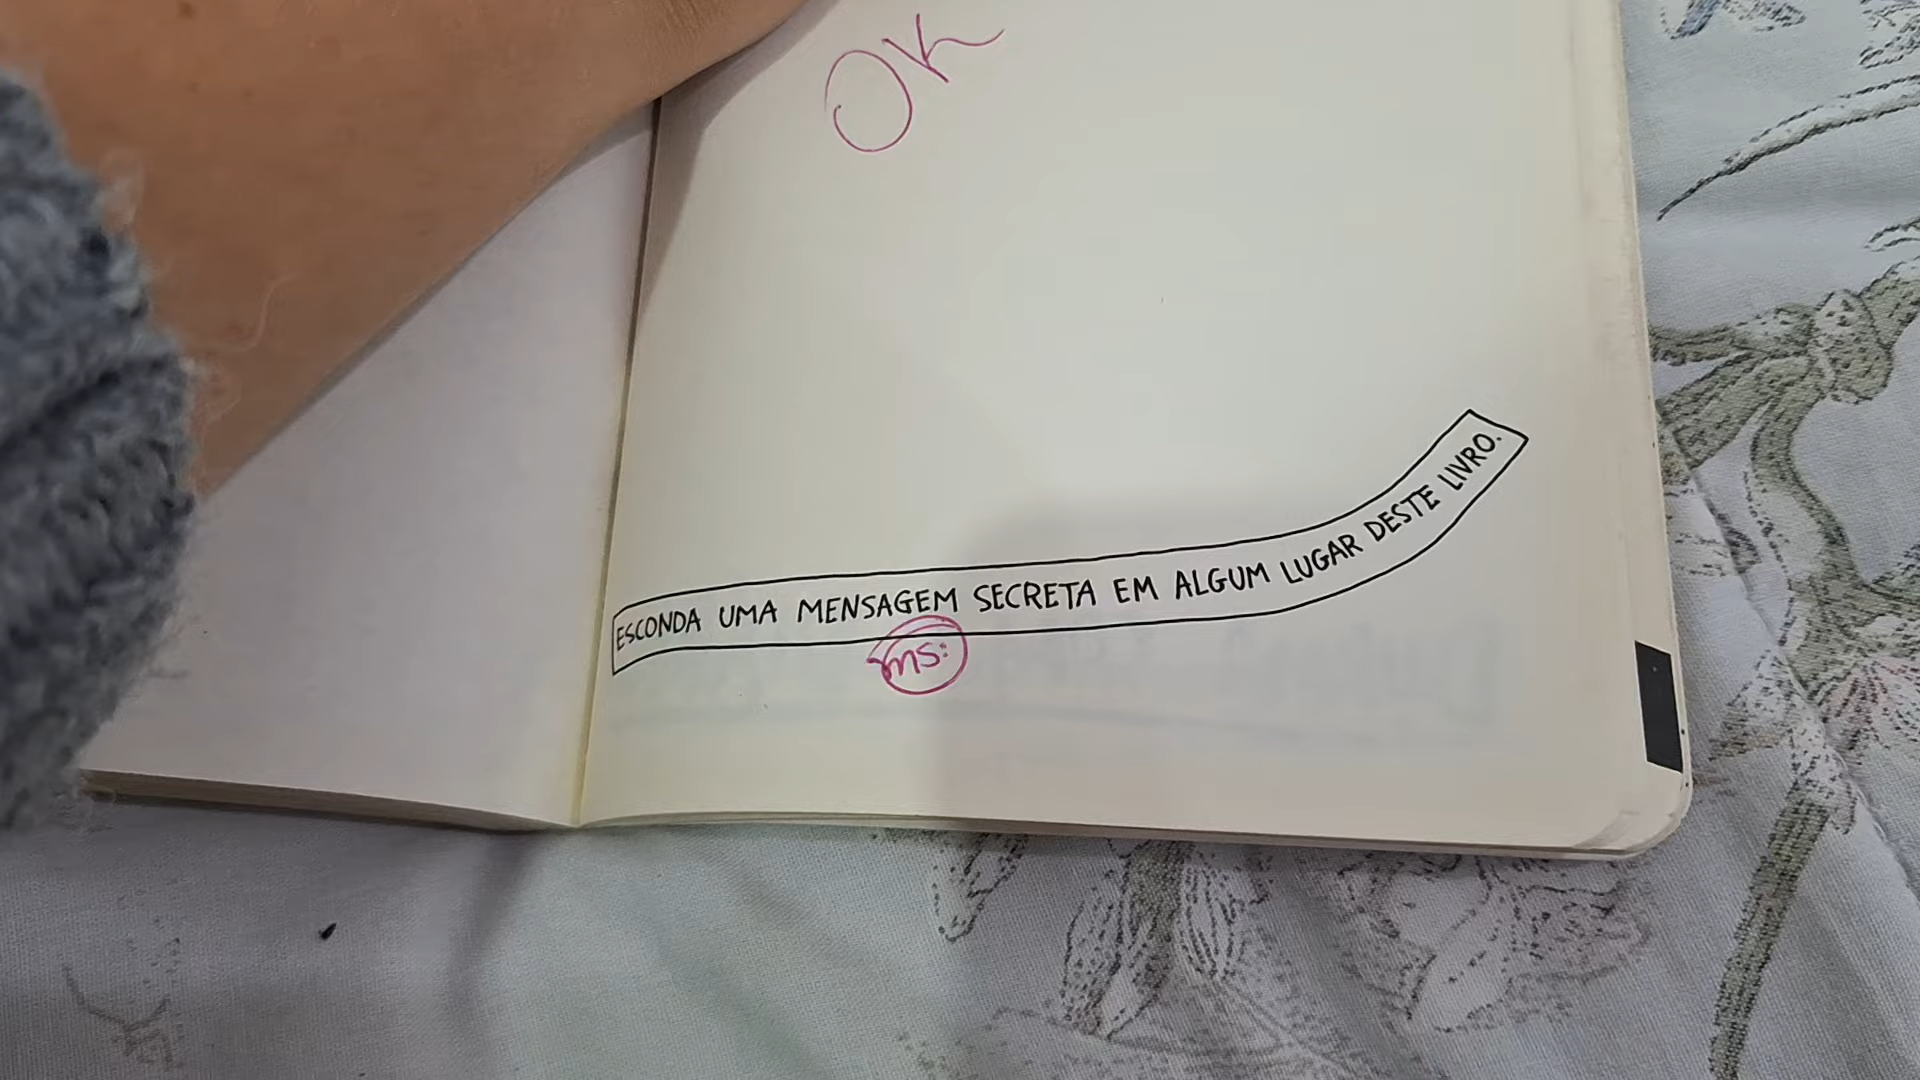 OK
ESCONDA UMA MENSAGEM SECRETA EM ALGUM LUGAR DESTE LIVRO.
ms: